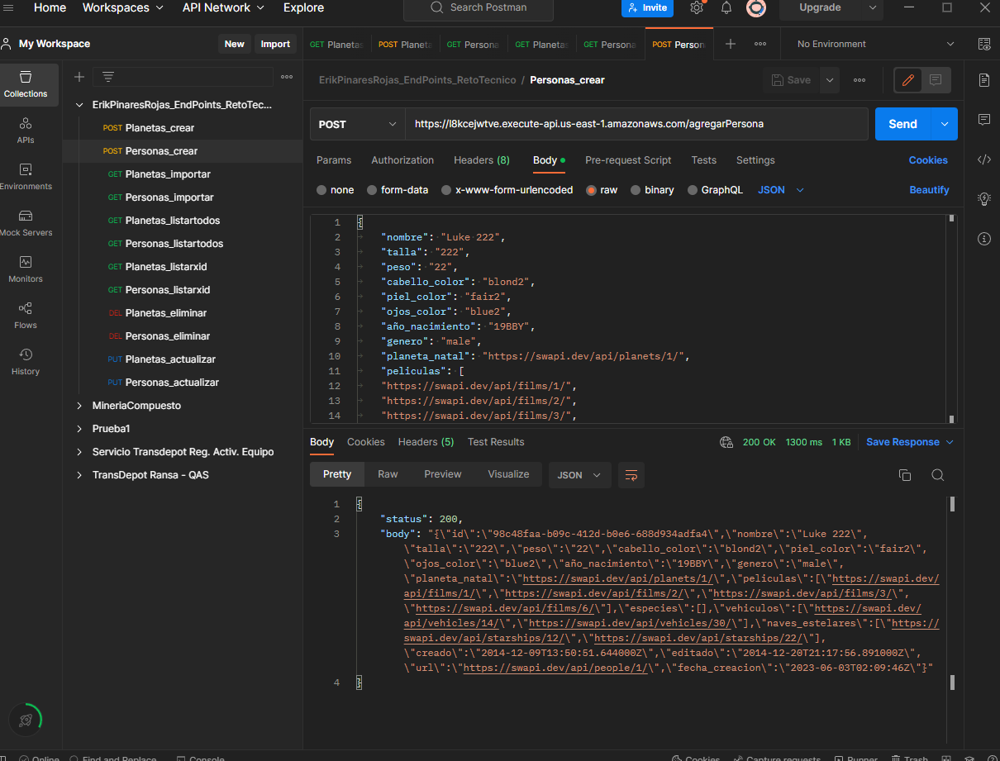 Home Workspaces API Network Explore Search Postman Invite Upgrade
My Workspace New Import GET Planetas POST Planeta GET Persona GET Planetas GET Persona POST Person No Environment
Collections
APIs
Environments
Mock Servers
Monitors
Flows
History
ErikPinaresRojas_EndPoints_RetoTec...
POST Planetas_crear
POST Personas_crear
GET Planetas_importar
GET Personas_importar
GET Planetas_listartodos
GET Personas_listartodos
GET Planetas_listarxid
GET Personas_listarxid
DEL Planetas_eliminar
DEL Personas_eliminar
PUT Planetas_actualizar
PUT Personas_actualizar
MineriaCompuesto
Prueba1
Servicio Transdepot Reg. Activ. Equipo
TransDepot Ransa - QAS
ErikPinaresRojas_EndPoints_RetoTecnico / Personas_crear Save
POST https://l8kcejwtve.execute-api.us-east-1.amazonaws.com/agregarPersona Send
Params Authorization Headers (8) Body Pre-request Script Tests Settings Cookies
none form-data x-www-form-urlencoded raw binary GraphQL JSON Beautify
1 {
2 "nombre": "Luke 222",
3 "talla": "222",
4 "peso": "22",
5 "cabello_color": "blond2",
6 "piel_color": "fair2",
7 "ojos_color": "blue2",
8 "año_nacimiento": "19BBY",
9 "genero": "male",
10 "planeta_natal": "https://swapi.dev/api/planets/1/",
11 "peliculas": [
12 "https://swapi.dev/api/films/1/",
13 "https://swapi.dev/api/films/2/",
14 "https://swapi.dev/api/films/3/",
Body Cookies Headers (5) Test Results 200 OK 1300 ms 1 KB Save Response
Pretty Raw Preview Visualize JSON
1 {
2 "status": 200,
3 "body": "{\"id\":\"98c48faa-b09c-412d-b0e6-688d934adfa4\",\"nombre\":\"Luke 222\",
\"talla\":\"222\",\"peso\":\"22\",\"cabello_color\":\"blond2\",\"piel_color\":\"fair2\",
\"ojos_color\":\"blue2\",\"año_nacimiento\":\"19BBY\",\"genero\":\"male\",
\"planeta_natal\":\"https://swapi.dev/api/planets/1/\",\"peliculas\":[\"https://swapi.dev/
api/films/1/\",\"https://swapi.dev/api/films/2/\",\"https://swapi.dev/api/films/3/\",
\"https://swapi.dev/api/films/6/\"],\"especies\":[],\"vehiculos\":[\"https://swapi.dev/
api/vehicles/14/\",\"https://swapi.dev/api/vehicles/30/\"],\"naves_estelares\":[\"https://
swapi.dev/api/starships/12/\",\"https://swapi.dev/api/starships/22/\"],
\"creado\":\"2014-12-09T13:50:51.644000Z\",\"editado\":\"2014-12-20T21:17:56.891000Z\",
\"url\":\"https://swapi.dev/api/people/1/\",\"fecha_creacion\":\"2023-06-03T02:09:46Z\"}"
4 }
Online Find and Replace Console Cookies Capture requests Runner Trash